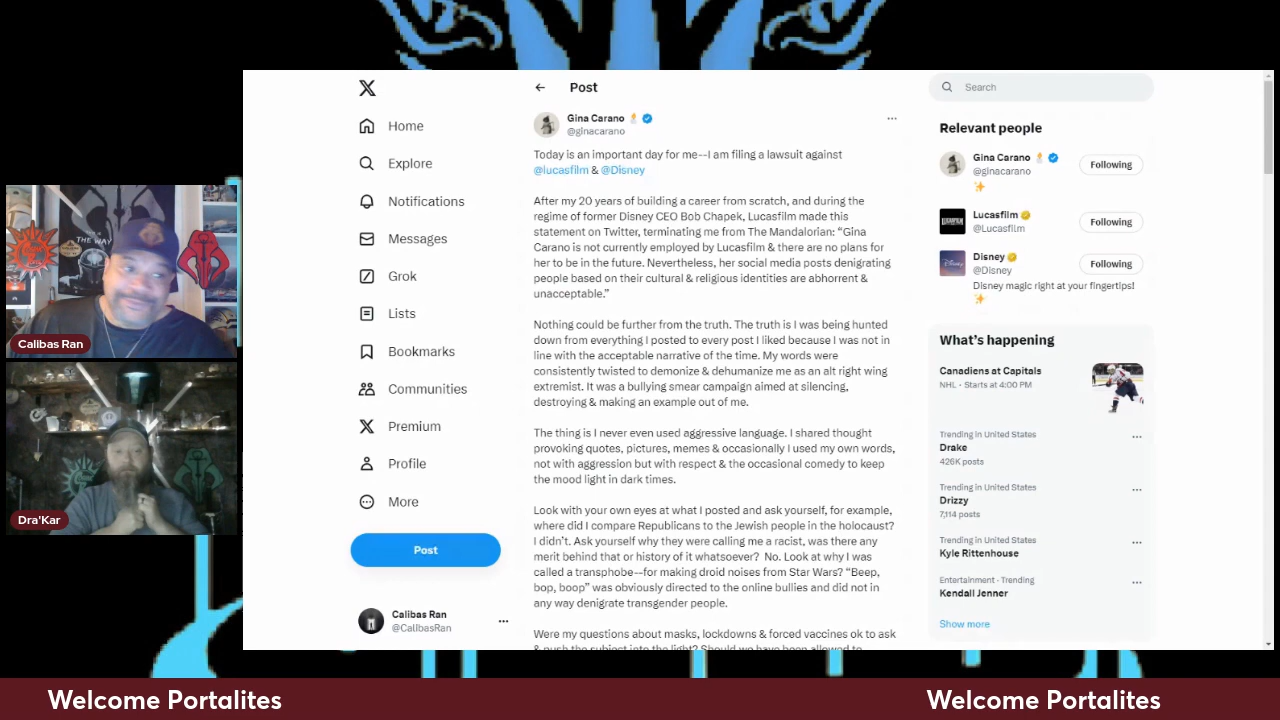 THE WAY
Calibas Ran
Dra'Kar
Home
Explore
Notifications
Messages
Grok
Lists
Bookmarks
Communities
Premium
Profile
More
Post
Calibas Ran
@CalibasRan
Post
Gina Carano
@ginacarano
Today is an important day for me--I am filing a lawsuit against
@lucasfilm & @Disney
After my 20 years of building a career from scratch, and during the
regime of former Disney CEO Bob Chapek, Lucasfilm made this
statement on Twitter, terminating me from The Mandalorian: “Gina
Carano is not currently employed by Lucasfilm & there are no plans for
her to be in the future. Nevertheless, her social media posts denigrating
people based on their cultural & religious identities are abhorrent &
unacceptable.”
Nothing could be further from the truth. The truth is I was being hunted
down from everything I posted to every post I liked because I was not in
line with the acceptable narrative of the time. My words were
consistently twisted to demonize & dehumanize me as an alt right wing
extremist. It was a bullying smear campaign aimed at silencing,
destroying & making an example out of me.
The thing is I never even used aggressive language. I shared thought
provoking quotes, pictures, memes & occasionally I used my own words,
not with aggression but with respect & the occasional comedy to keep
the mood light in dark times.
Look with your own eyes at what I posted and ask yourself, for example,
where did I compare Republicans to the Jewish people in the holocaust?
I didn’t. Ask yourself why they were calling me a racist, was there any
merit behind that or history of it whatsoever? No. Look at why I was
called a transphobe--for making droid noises from Star Wars? “Beep,
bop, boop” was obviously directed to the online bullies and did not in
any way denigrate transgender people.
Were my questions about masks, lockdowns & forced vaccines ok to ask
& push the subject into the light? Should we have been allowed to
Search
Relevant people
Gina Carano
@ginacarano
Following
Lucasfilm
@Lucasfilm
Following
Disney
@Disney
Following
Disney magic right at your fingertips!
What’s happening
Canadiens at Capitals
NHL · Starts at 4:00 PM
Trending in United States
Drake
426K posts
Trending in United States
Drizzy
7,114 posts
Trending in United States
Kyle Rittenhouse
Entertainment · Trending
Kendall Jenner
Show more
Welcome Portalites
Welcome Portalites